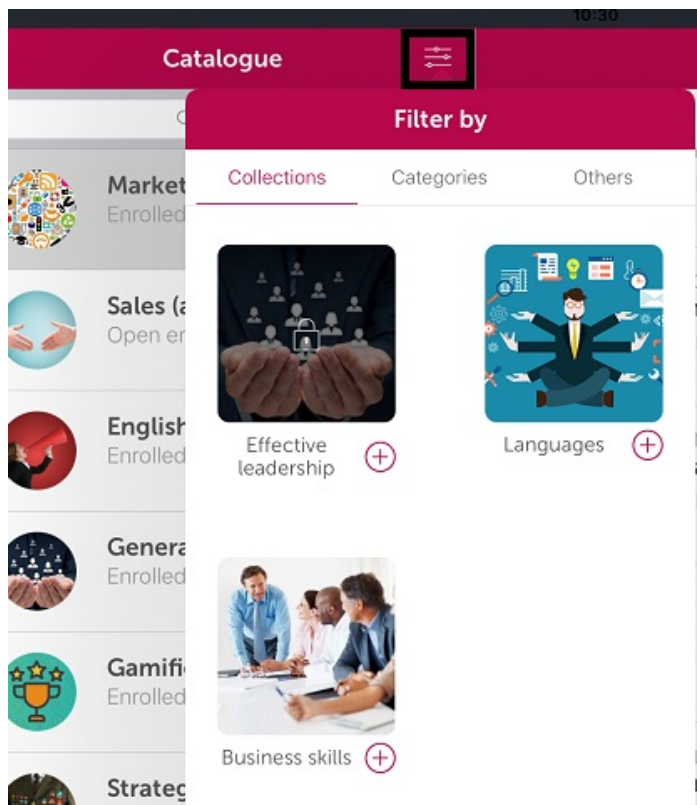 10:30
Catalogue
Filter by
Collections Categories Others
Market
Enrolled
Sales (a
Open en
English
Enrolled
Genera
Enrolled
Gamifi
Enrolled
Strateg
Effective
leadership
Languages
Business skills